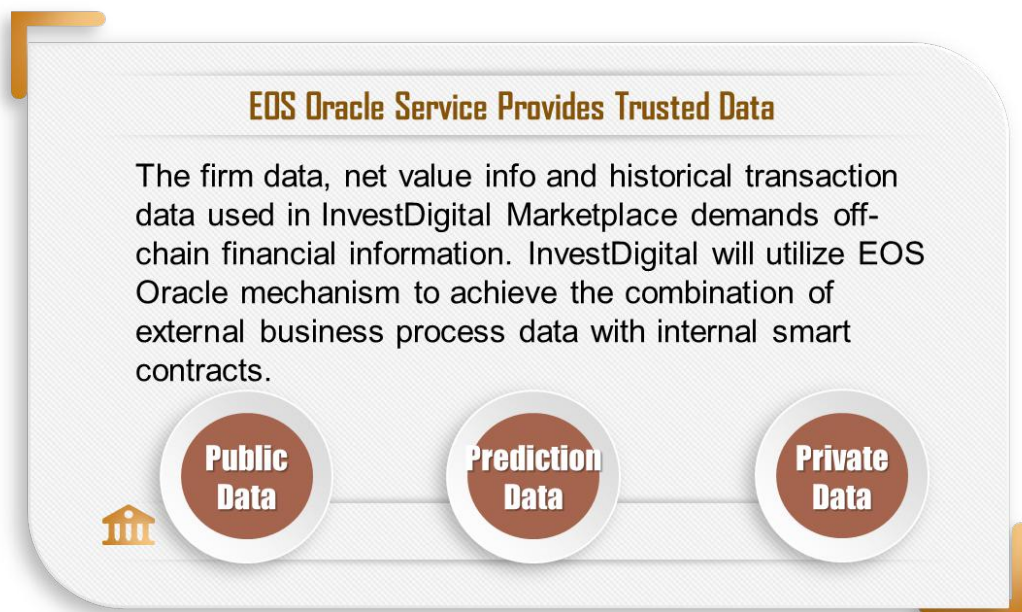 EOS Oracle Service Provides Trusted Data
The firm data, net value info and historical transaction
data used in InvestDigital Marketplace demands off-
chain financial information. InvestDigital will utilize EOS
Oracle mechanism to achieve the combination of
external business process data with internal smart
contracts.
Public
Data
Prediction
Data
Private
Data